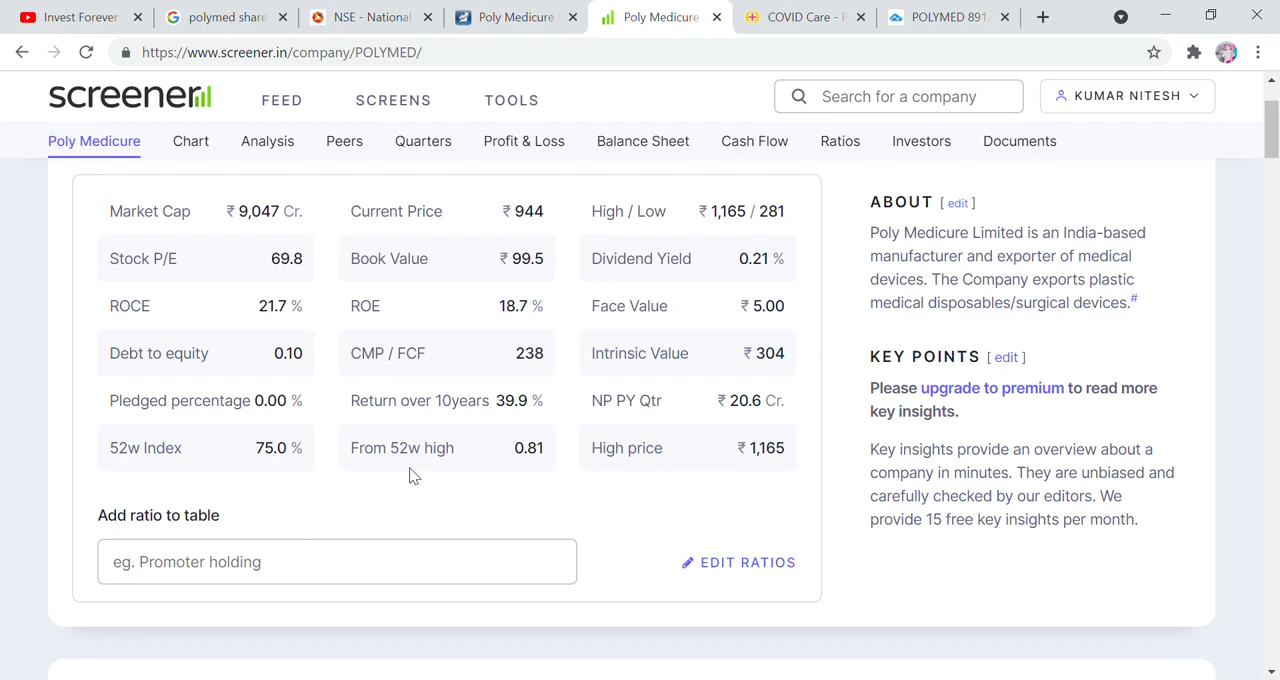 Invest Forever
polymed share
NSE - National
Poly Medicure
Poly Medicure
COVID Care -
POLYMED 891.
https://www.screener.in/company/POLYMED/
screener
FEED
SCREENS
TOOLS
Search for a company
KUMAR NITESH
Poly Medicure
Chart
Analysis
Peers
Quarters
Profit & Loss
Balance Sheet
Cash Flow
Ratios
Investors
Documents
Market Cap ₹ 9,047 Cr.
Current Price ₹ 944
High / Low ₹ 1,165 / 281
Stock P/E 69.8
Book Value ₹ 99.5
Dividend Yield 0.21 %
ROCE 21.7 %
ROE 18.7 %
Face Value ₹ 5.00
Debt to equity 0.10
CMP / FCF 238
Intrinsic Value ₹ 304
Pledged percentage 0.00 %
Return over 10years 39.9 %
NP PY Qtr ₹ 20.6 Cr.
52w Index 75.0 %
From 52w high 0.81
High price ₹ 1,165
Add ratio to table
eg. Promoter holding
EDIT RATIOS
ABOUT [ edit ]
Poly Medicure Limited is an India-based
manufacturer and exporter of medical
devices. The Company exports plastic
medical disposables/surgical devices.#
KEY POINTS [ edit ]
Please upgrade to premium to read more
key insights.
Key insights provide an overview about a
company in minutes. They are unbiased and
carefully checked by our editors. We
provide 15 free key insights per month.